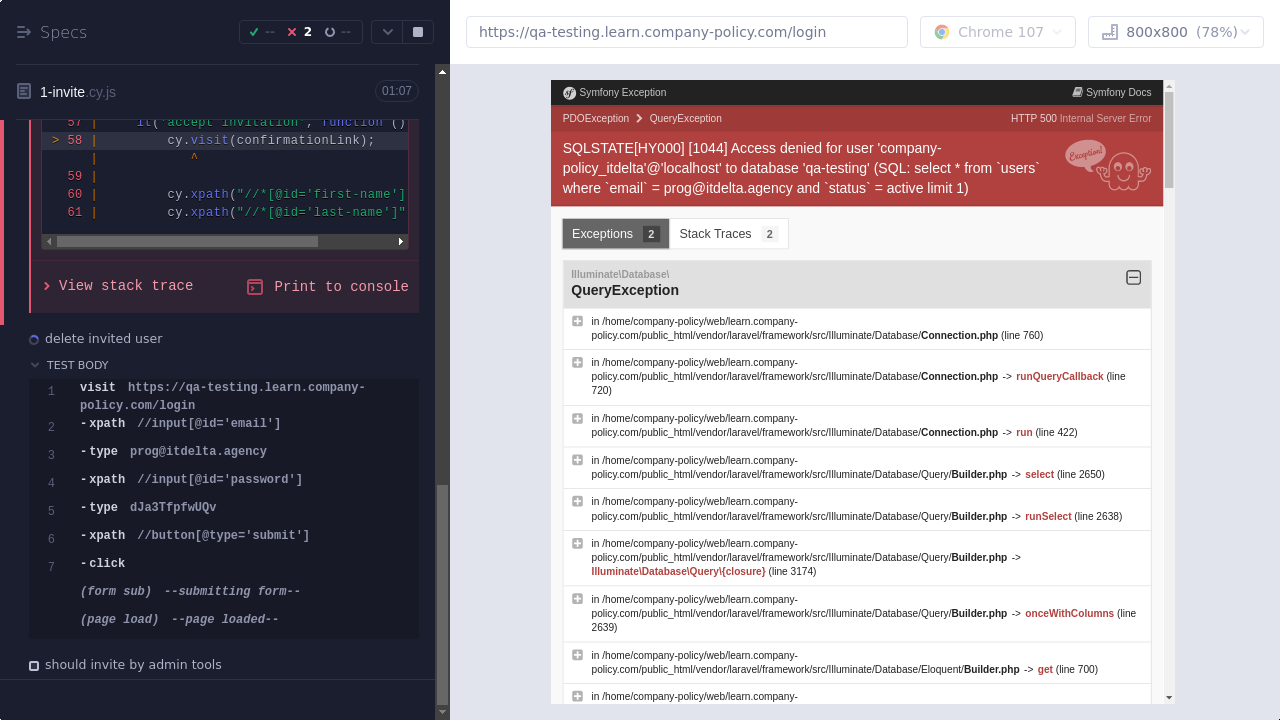 Specs
-- 2 --
1-invite.cy.js
01:07
57 | it('accept invitation', function ()
> 58 | cy.visit(confirmationLink);
| ^
59 |
60 | cy.xpath("//*[@id='first-name']
61 | cy.xpath("//*[@id='last-name']"
View stack trace
Print to console
delete invited user
TEST BODY
1 visit https://qa-testing.learn.company-
policy.com/login
2 -xpath //input[@id='email']
3 -type prog@itdelta.agency
4 -xpath //input[@id='password']
5 -type dJa3TfpfwUQv
6 -xpath //button[@type='submit']
7 -click
(form sub) --submitting form--
(page load) --page loaded--
should invite by admin tools
https://qa-testing.learn.company-policy.com/login
Chrome 107
800x800 (78%)
sf Symfony Exception
Symfony Docs
PDOException > QueryException
HTTP 500 Internal Server Error
SQLSTATE[HY000] [1044] Access denied for user 'company-
policy_itdelta'@'localhost' to database 'qa-testing' (SQL: select * from `users`
where `email` = prog@itdelta.agency and `status` = active limit 1)
Exception!
Exceptions 2
Stack Traces 2
Illuminate\Database\
QueryException
in /home/company-policy/web/learn.company-
policy.com/public_html/vendor/laravel/framework/src/Illuminate/Database/Connection.php (line 760)
in /home/company-policy/web/learn.company-
policy.com/public_html/vendor/laravel/framework/src/Illuminate/Database/Connection.php -> runQueryCallback (line
720)
in /home/company-policy/web/learn.company-
policy.com/public_html/vendor/laravel/framework/src/Illuminate/Database/Connection.php -> run (line 422)
in /home/company-policy/web/learn.company-
policy.com/public_html/vendor/laravel/framework/src/Illuminate/Database/Query/Builder.php -> select (line 2650)
in /home/company-policy/web/learn.company-
policy.com/public_html/vendor/laravel/framework/src/Illuminate/Database/Query/Builder.php -> runSelect (line 2638)
in /home/company-policy/web/learn.company-
policy.com/public_html/vendor/laravel/framework/src/Illuminate/Database/Query/Builder.php ->
Illuminate\Database\Query\{closure} (line 3174)
in /home/company-policy/web/learn.company-
policy.com/public_html/vendor/laravel/framework/src/Illuminate/Database/Query/Builder.php -> onceWithColumns (line
2639)
in /home/company-policy/web/learn.company-
policy.com/public_html/vendor/laravel/framework/src/Illuminate/Database/Eloquent/Builder.php -> get (line 700)
in /home/company-policy/web/learn.company-